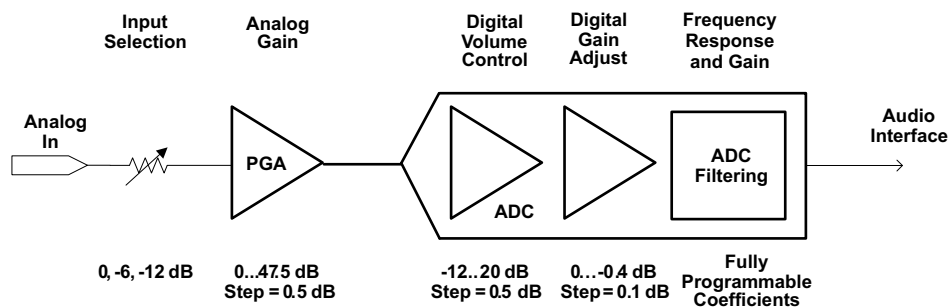 Input
Selection
Analog
Gain
Digital
Volume
Control
Digital
Gain
Adjust
Frequency
Response
and Gain
Analog
In
PGA
ADC
ADC
Filtering
Audio
Interface
0, -6, -12 dB
0...47.5 dB
Step = 0.5 dB
-12...20 dB
Step = 0.5 dB
0...-0.4 dB
Step = 0.1 dB
Fully
Programmable
Coefficients